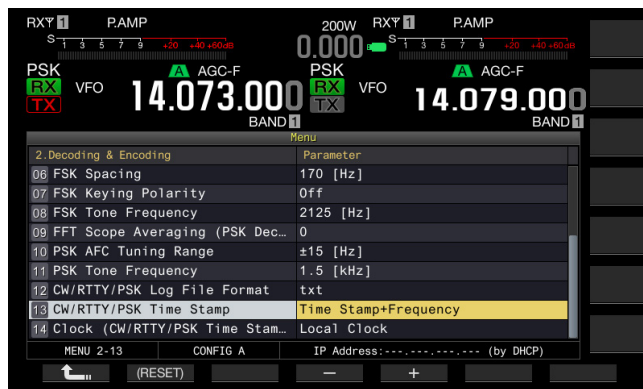 RX 1 P.AMP 200W RX 1 P.AMP
S 1 3 5 7 9 +20 +40 +60dB 0.000 S 1 3 5 7 9 +20 +40 +60dB
PSK A AGC-F PSK A AGC-F
RX VFO 14.073.000 RX VFO 14.079.000
TX TX
BAND 1 BAND 1
Menu
2.Decoding & Encoding Parameter
06 FSK Spacing 170 [Hz]
07 FSK Keying Polarity Off
08 FSK Tone Frequency 2125 [Hz]
09 FFT Scope Averaging (PSK Dec… 0
10 PSK AFC Tuning Range ±15 [Hz]
11 PSK Tone Frequency 1.5 [kHz]
12 CW/RTTY/PSK Log File Format txt
13 CW/RTTY/PSK Time Stamp Time Stamp+Frequency
14 Clock (CW/RTTY/PSK Time Stam… Local Clock
MENU 2-13 CONFIG A IP Address:---.---.---.--- (by DHCP)
(RESET) − +